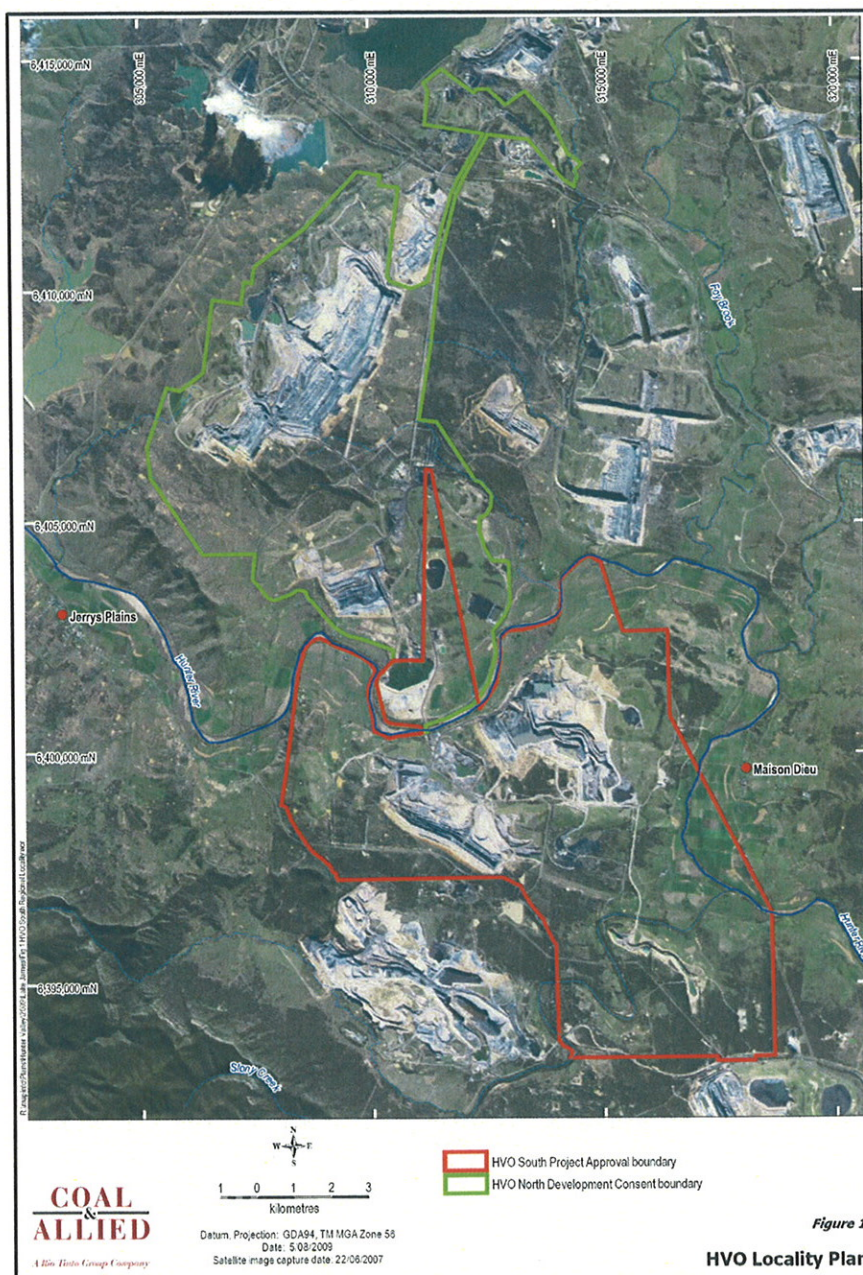 6,415,000 mN
305,000 mE
310,000 mE
315,000 mE
320,000 mE
6,410,000 mN
Foy Brook
6,405,000 mN
Jerrys Plains
Hunter River
6,400,000 mN
Maison Dieu
6,395,000 mN
Stony Creek
N
W E
S
1 0 1 2 3
kilometres
HVO South Project Approval boundary
HVO North Development Consent boundary
COAL
&
ALLIED
A Rio Tinto Group Company
Datum, Projection: GDA94, TM MGA Zone 56
Date: 5/08/2009
Satellite image capture date: 22/06/2007
Figure 1
HVO Locality Plan